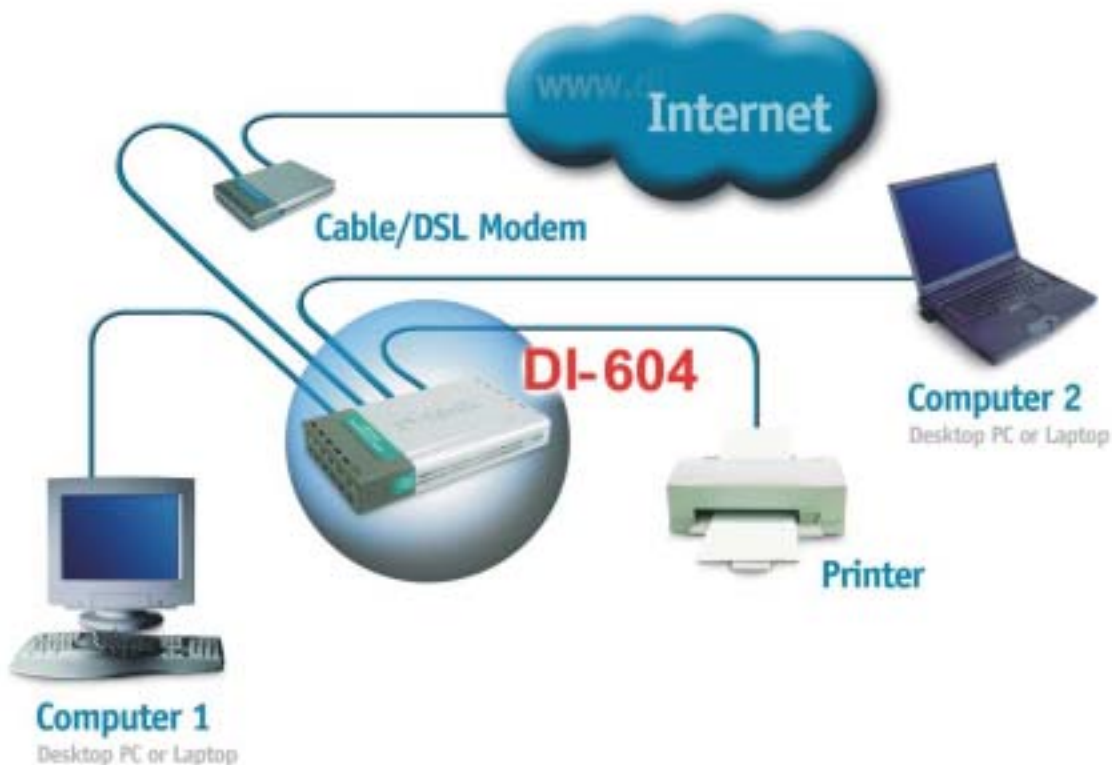 www.d
Internet
Cable/DSL Modem
DI-604
Computer 2
Desktop PC or Laptop
Printer
Computer 1
Desktop PC or Laptop